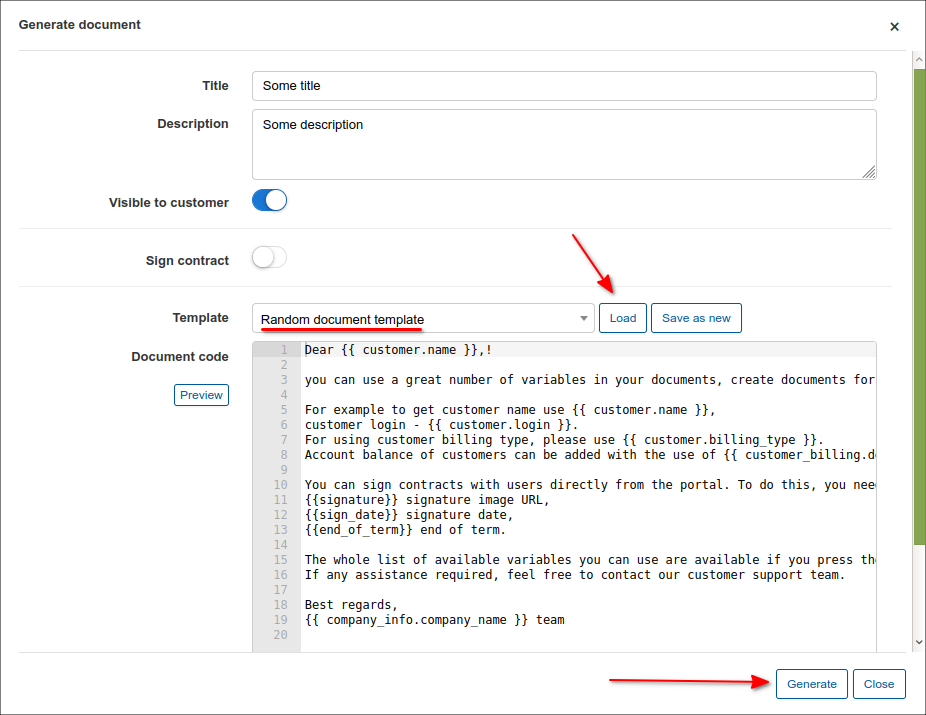 Generate document
×
Title
Some title
Description
Some description
Visible to customer
Sign contract
Template
Random document template
Load
Save as new
Document code
Preview
1 Dear {{ customer.name }},!
2
3 you can use a great number of variables in your documents, create documents for
4
5 For example to get customer name use {{ customer.name }},
6 customer login - {{ customer.login }}.
7 For using customer billing type, please use {{ customer.billing_type }}.
8 Account balance of customers can be added with the use of {{ customer_billing.de
9
10 You can sign contracts with users directly from the portal. To do this, you need
11 {{signature}} signature image URL,
12 {{sign_date}} signature date,
13 {{end_of_term}} end of term.
14
15 The whole list of available variables you can use are available if you press the
16 If any assistance required, feel free to contact our customer support team.
17
18 Best regards,
19 {{ company_info.company_name }} team
20
Generate
Close